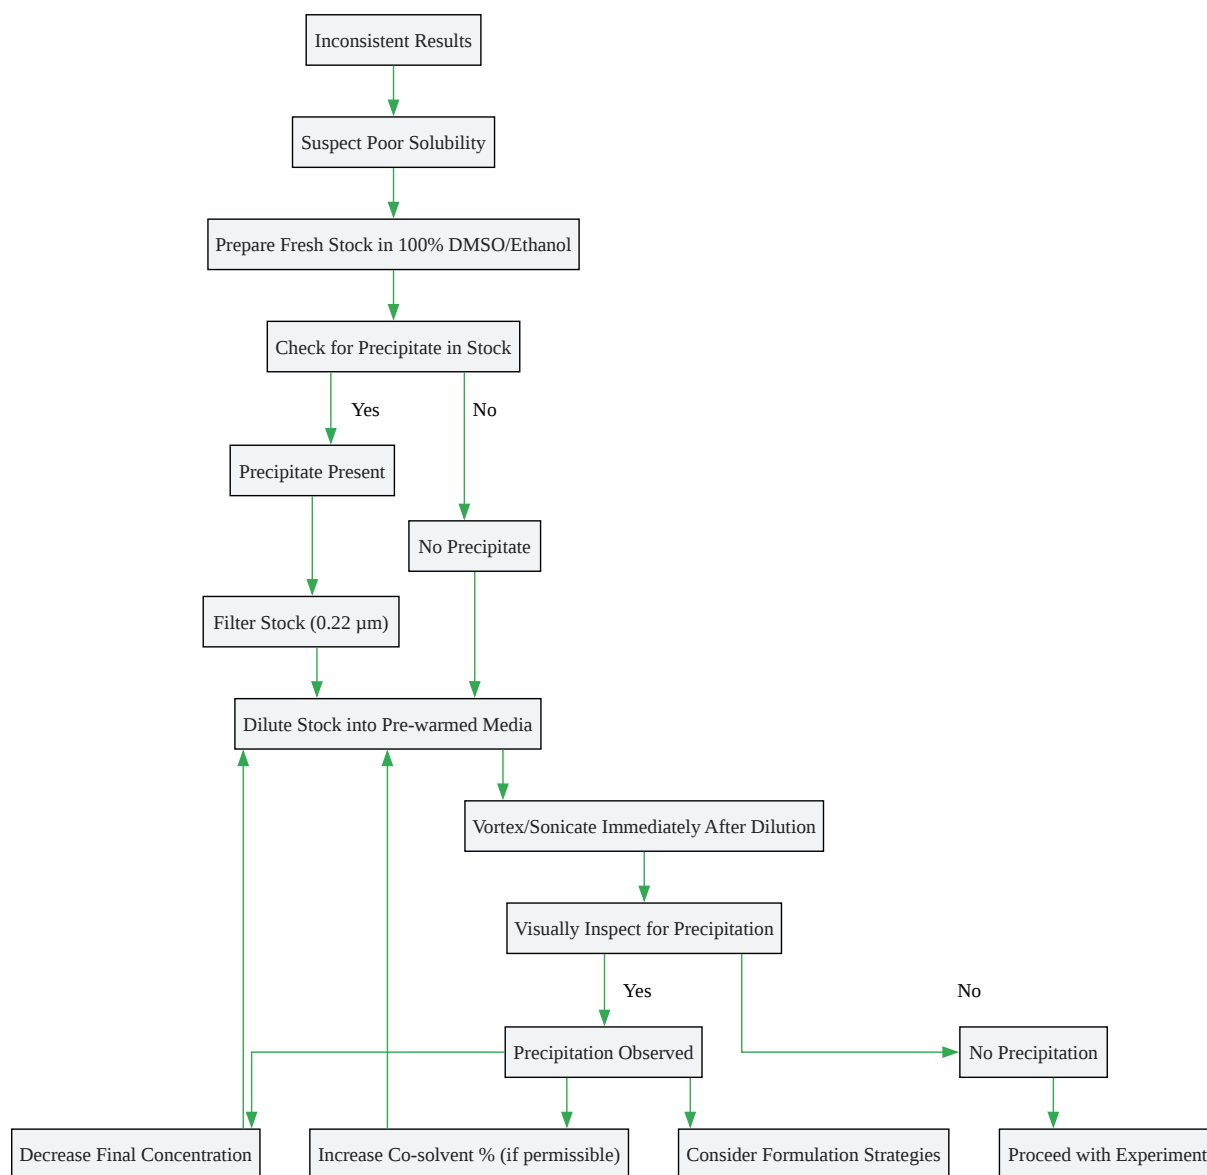 Inconsistent Results
Suspect Poor Solubility
Prepare Fresh Stock in 100% DMSO/Ethanol
Check for Precipitate in Stock
Yes
No
Precipitate Present
No Precipitate
Filter Stock (0.22 µm)
Dilute Stock into Pre-warmed Media
Vortex/Sonicate Immediately After Dilution
Visually Inspect for Precipitation
Yes
No
Precipitation Observed
No Precipitation
Decrease Final Concentration
Increase Co-solvent % (if permissible)
Consider Formulation Strategies
Proceed with Experiment